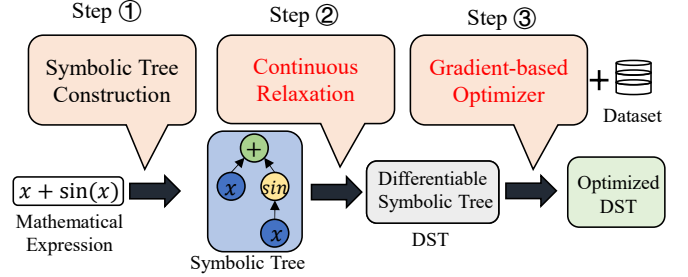 Step ①
Step ②
Step ③
Symbolic Tree
Construction
Continuous
Relaxation
Gradient-based
Optimizer
+
Dataset
x + sin(x)
Mathematical
Expression
+
x
sin
x
Symbolic Tree
Differentiable
Symbolic Tree
DST
Optimized
DST